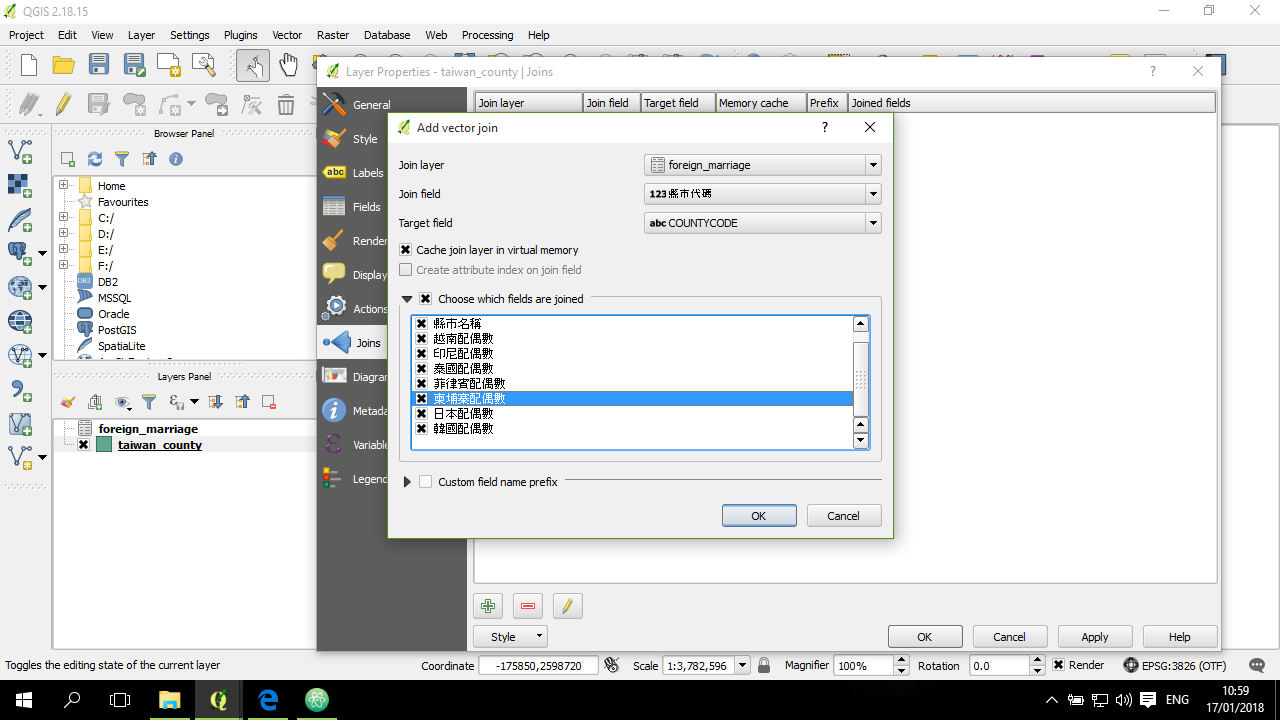 QGIS 2.18.15
Project Edit View Layer Settings Plugins Vector Raster Database Web Processing Help
Layer Properties - taiwan_county | Joins
General
Style
Labels
Fields
Render
Display
Actions
Joins
Diagran
Metada
Variable
Legenc
Join layer Join field Target field Memory cache Prefix Joined fields
Add vector join
Join layer foreign_marriage
Join field 123 縣市代碼
Target field abc COUNTYCODE
Cache join layer in virtual memory
Create attribute index on join field
Choose which fields are joined
縣市名稱
越南配偶數
印尼配偶數
泰國配偶數
菲律賓配偶數
柬埔寨配偶數
日本配偶數
韓國配偶數
Custom field name prefix
OK Cancel
Browser Panel
Home
Favourites
C:/
D:/
E:/
F:/
DB2
MSSQL
Oracle
PostGIS
SpatiaLite
Layers Panel
foreign_marriage
taiwan_county
Style
OK Cancel Apply Help
Toggles the editing state of the current layer
Coordinate -175850,2598720 Scale 1:3,782,596 Magnifier 100% Rotation 0.0 Render EPSG:3826 (OTF)
ENG
10:59
17/01/2018